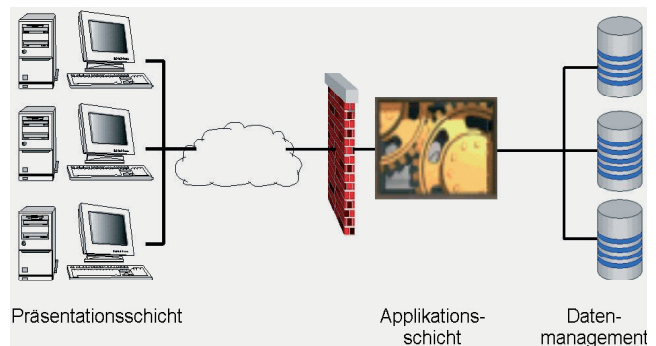 Präsentationsschicht
Applikations-
schicht
Daten-
management